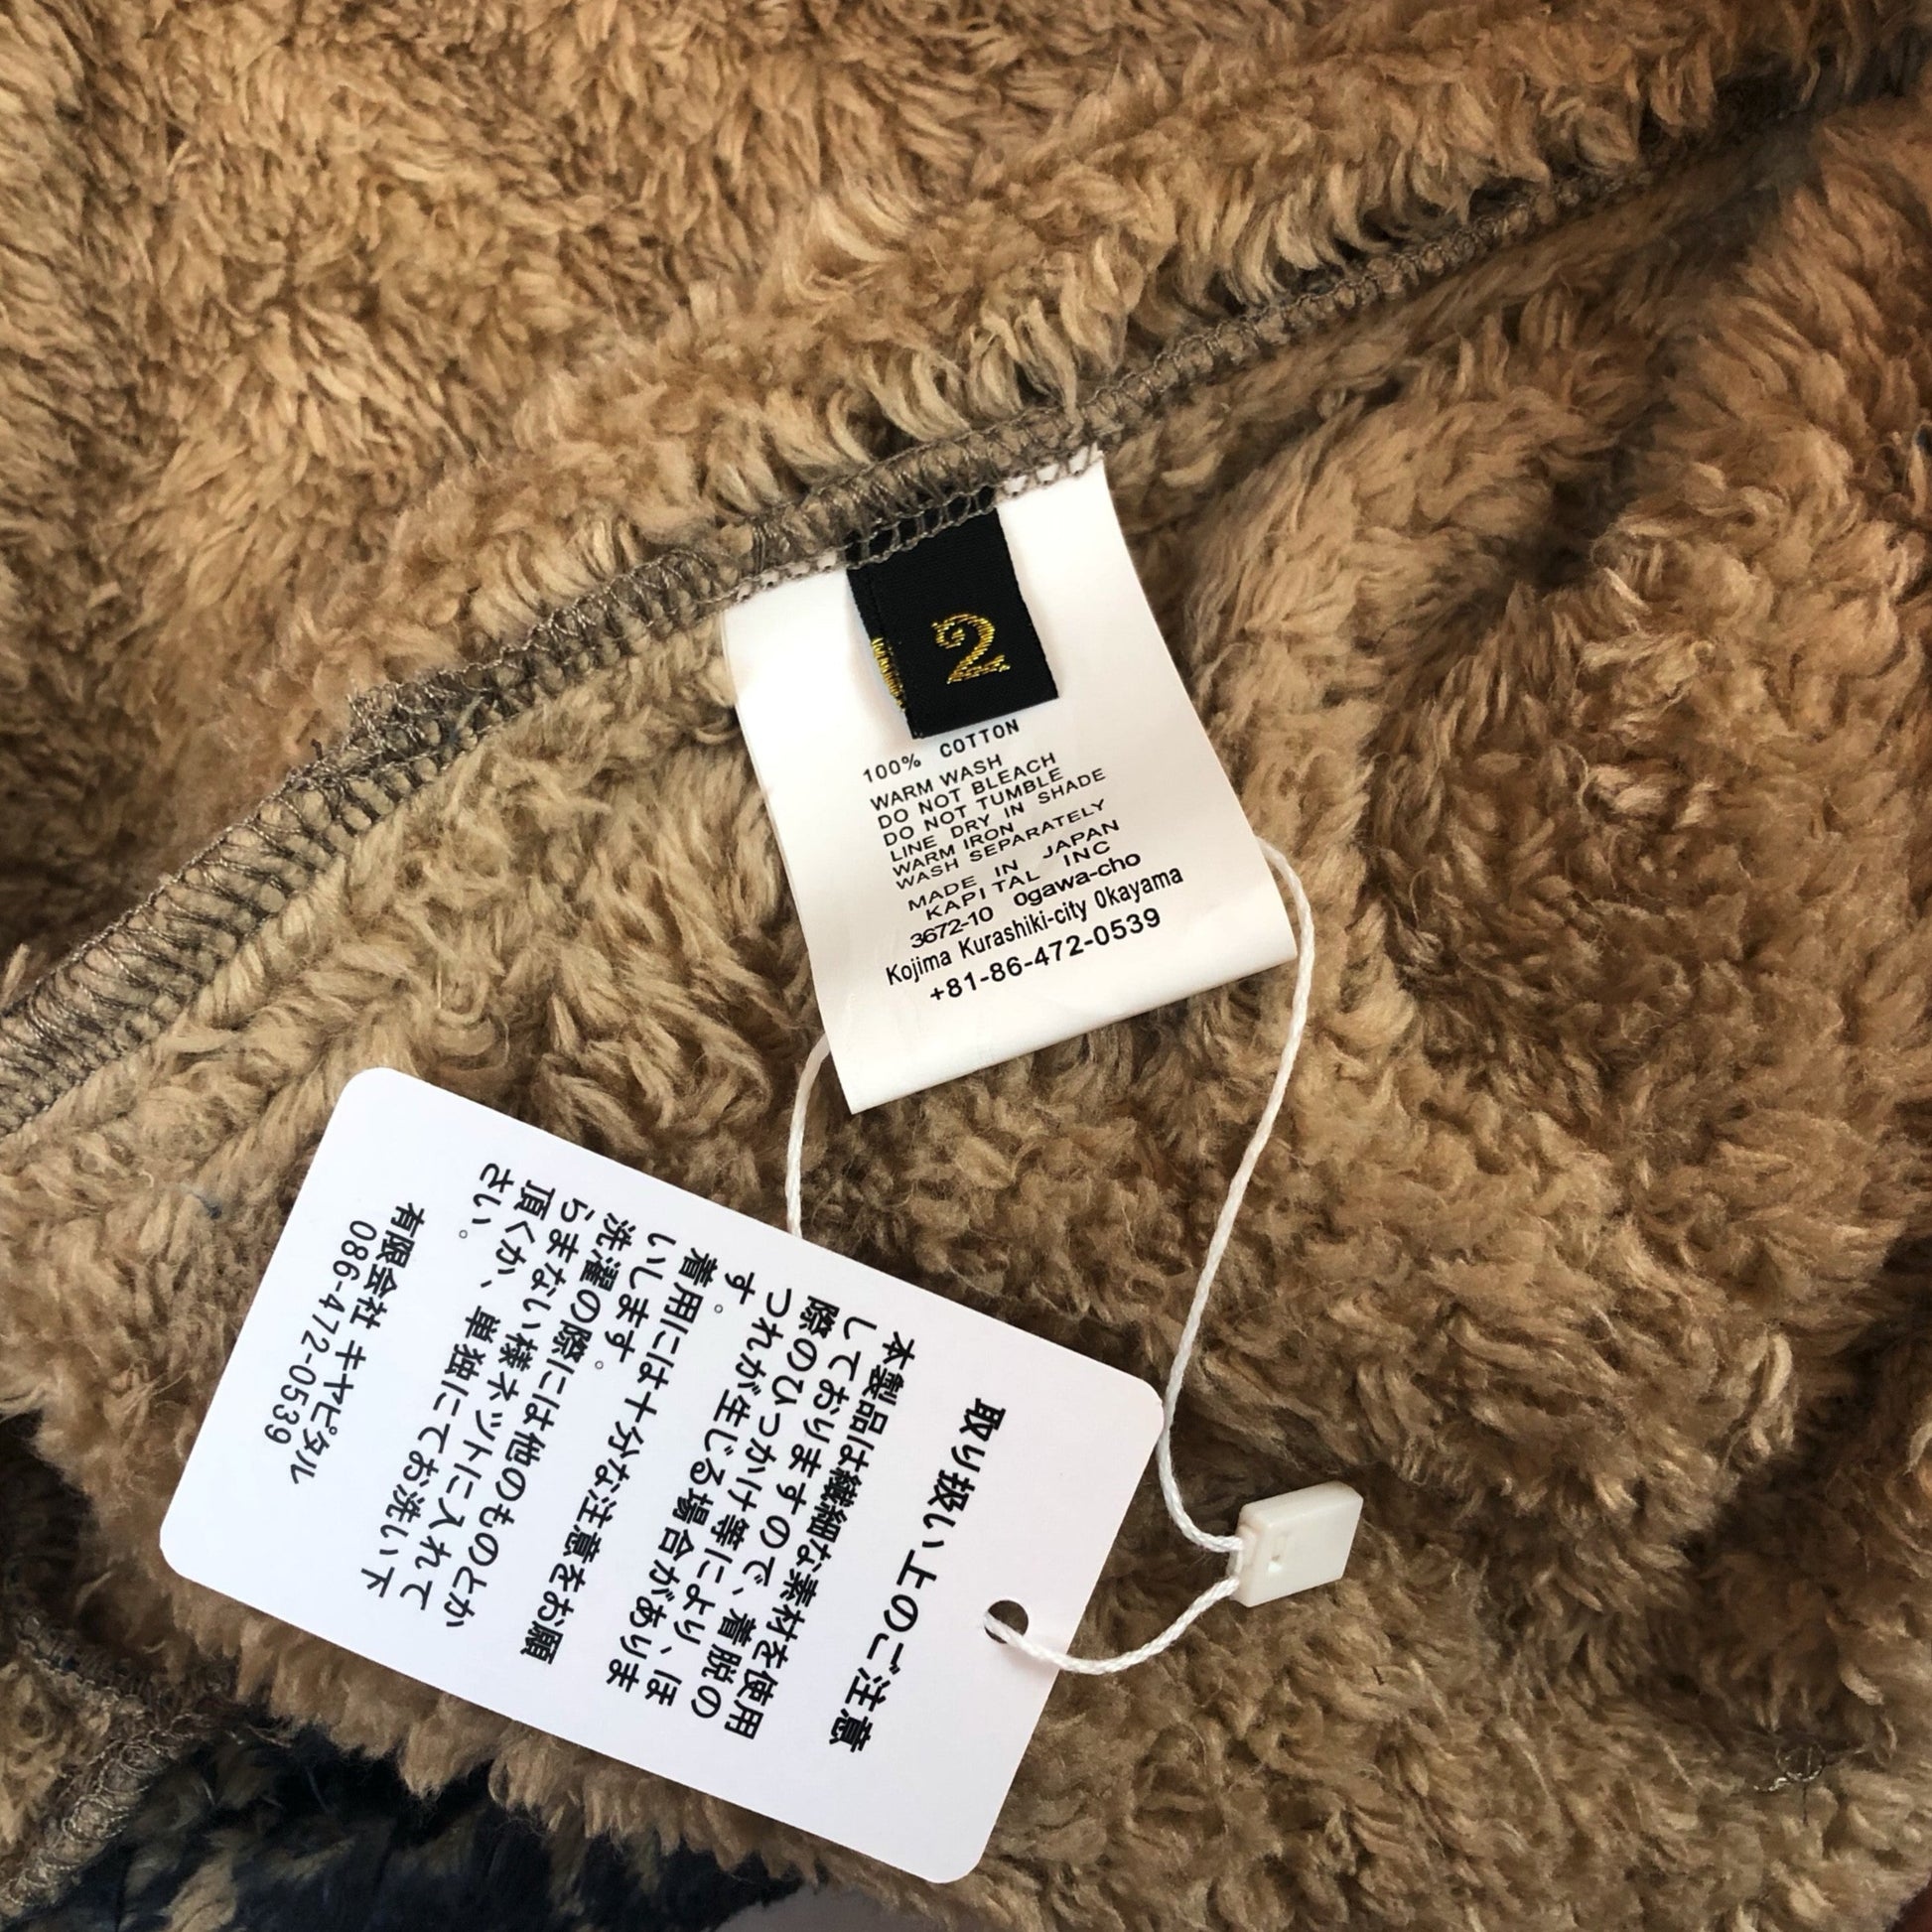 2
100% COTTON
WARM WASH
DO NOT BLEACH
DO NOT TUMBLE
LINE DRY IN SHADE
WARM IRON
WASH SEPARATELY
MADE IN JAPAN
KAPITAL INC
3672-10 Ogawa-cho
Kojima Kurashiki-city Okayama
+81-86-472-0539
取り扱い上のご注意
本製品は繊細な素材を使用
しておりますので、着脱の
際のひっかけ等により、ほ
つれが生じる場合がありま
す。
着用には十分な注意をお願
いします。
洗濯の際には他のものとか
らまない様ネットに入れて
頂くか、単独にてお洗い下
さい。
有限会社 キヤピタル
086-472-0539